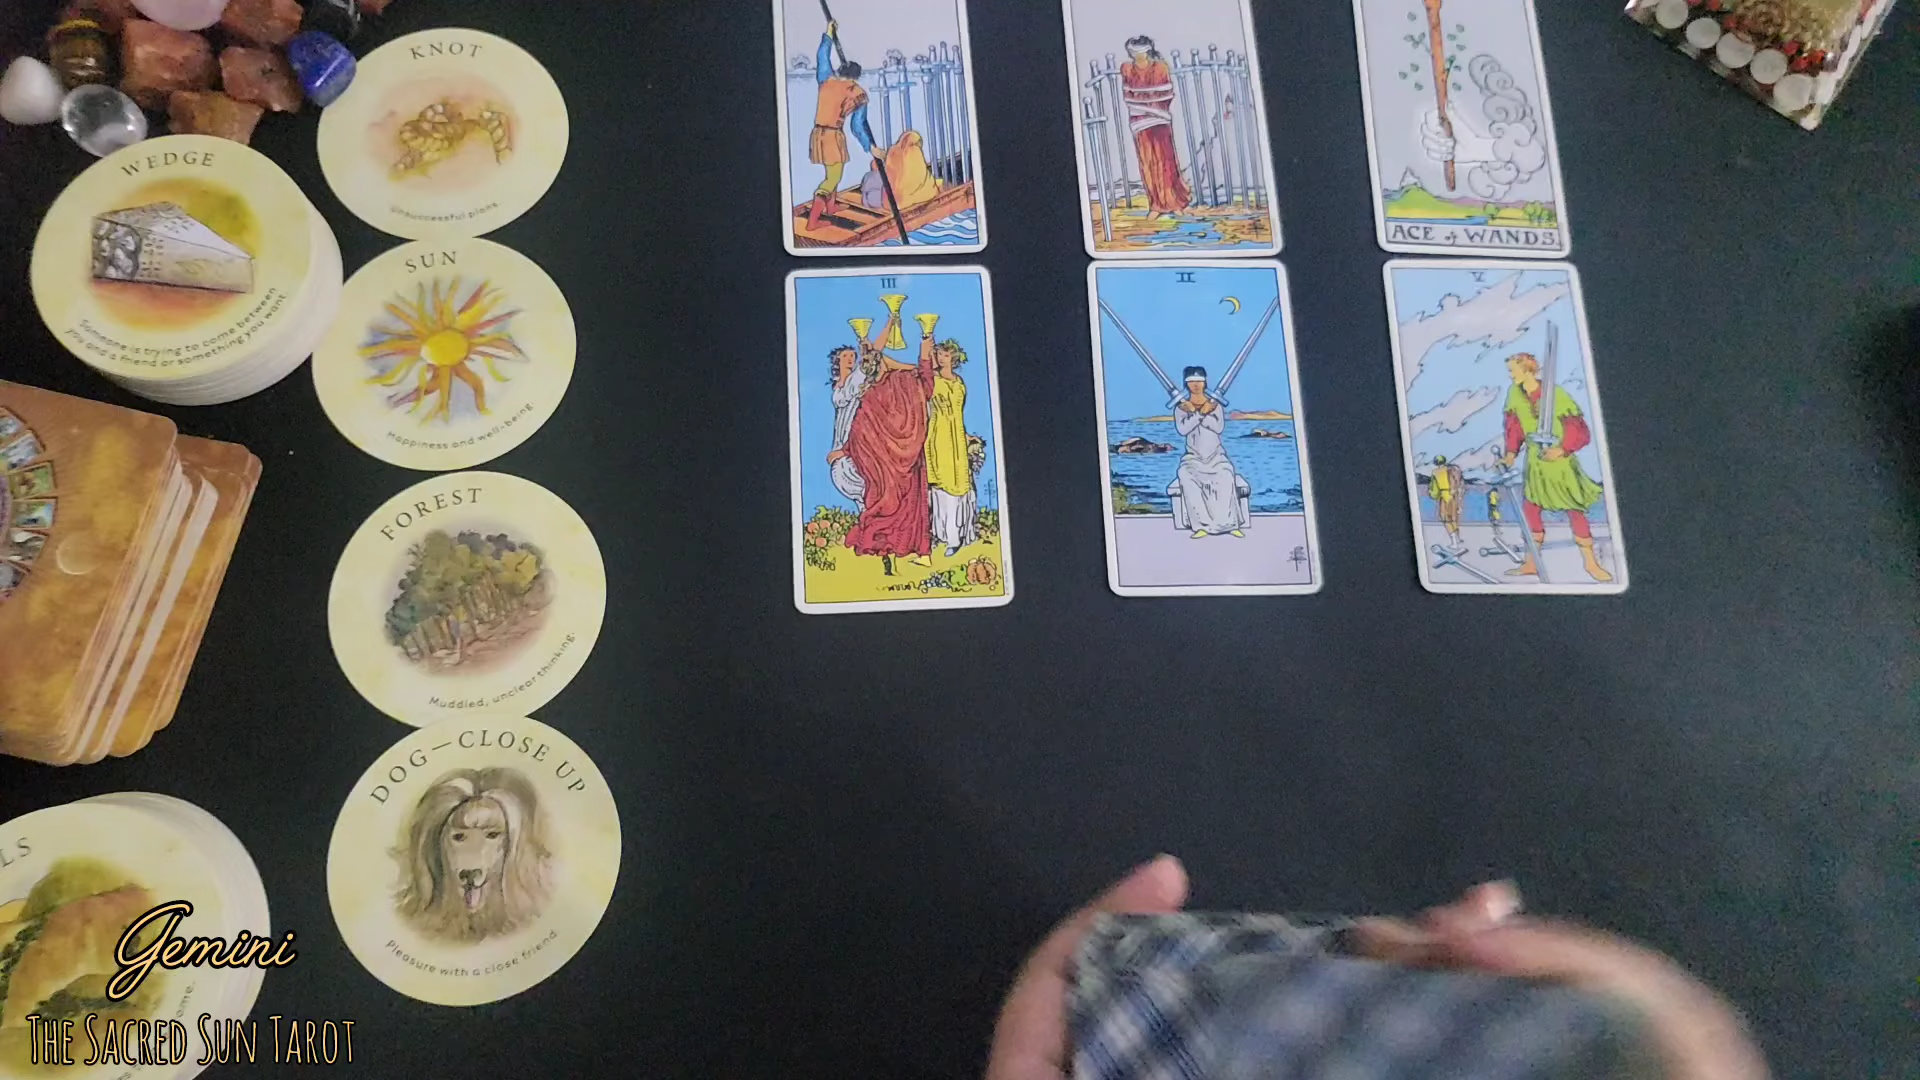 KNOT
Unsuccessful plans.
WEDGE
Someone is trying to come between
you and a friend or something you want.
SUN
Happiness and well-being.
FOREST
Muddled, unclear thinking.
DOG—CLOSE UP
Pleasure with a close friend
LS
ome.
ACE of WANDS.
III
II
V
Gemini
THE SACRED SUN TAROT